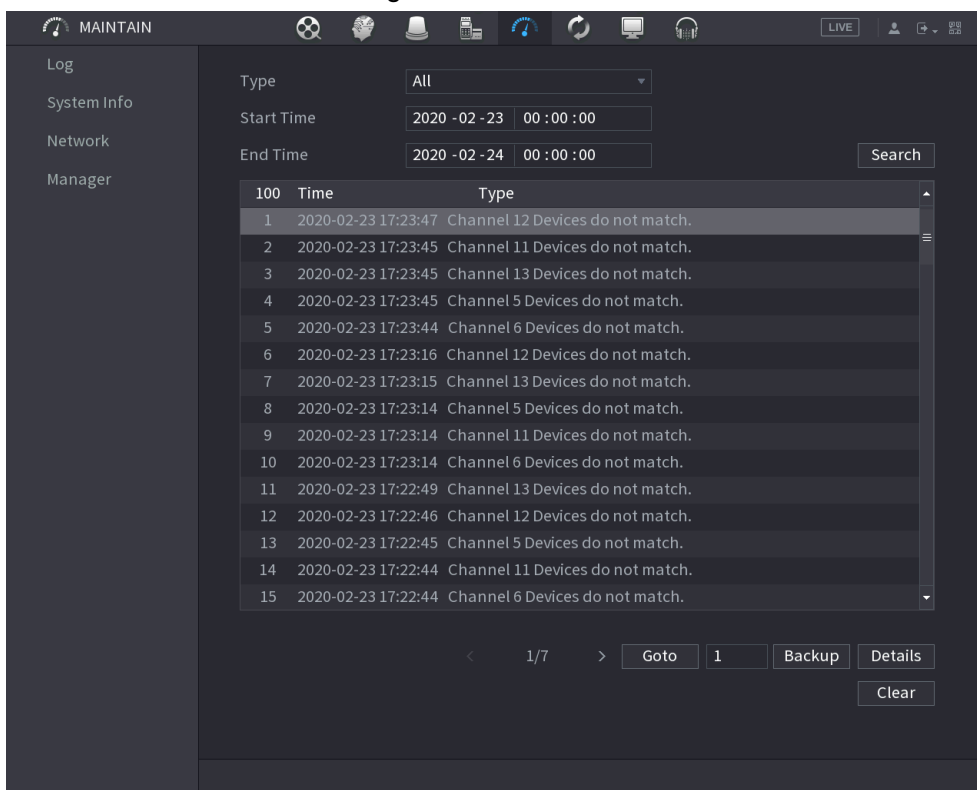 MAINTAIN
LIVE
Log
System Info
Network
Manager
Type All
Start Time 2020 -02 -23 00 : 00 : 00
End Time 2020 -02 -24 00 : 00 : 00
Search
100 Time Type
1 2020-02-23 17:23:47 Channel 12 Devices do not match.
2 2020-02-23 17:23:45 Channel 11 Devices do not match.
3 2020-02-23 17:23:45 Channel 13 Devices do not match.
4 2020-02-23 17:23:45 Channel 5 Devices do not match.
5 2020-02-23 17:23:44 Channel 6 Devices do not match.
6 2020-02-23 17:23:16 Channel 12 Devices do not match.
7 2020-02-23 17:23:15 Channel 13 Devices do not match.
8 2020-02-23 17:23:14 Channel 5 Devices do not match.
9 2020-02-23 17:23:14 Channel 11 Devices do not match.
10 2020-02-23 17:23:14 Channel 6 Devices do not match.
11 2020-02-23 17:22:49 Channel 13 Devices do not match.
12 2020-02-23 17:22:46 Channel 12 Devices do not match.
13 2020-02-23 17:22:45 Channel 5 Devices do not match.
14 2020-02-23 17:22:44 Channel 11 Devices do not match.
15 2020-02-23 17:22:44 Channel 6 Devices do not match.
< 1/7 > Goto 1 Backup Details
Clear